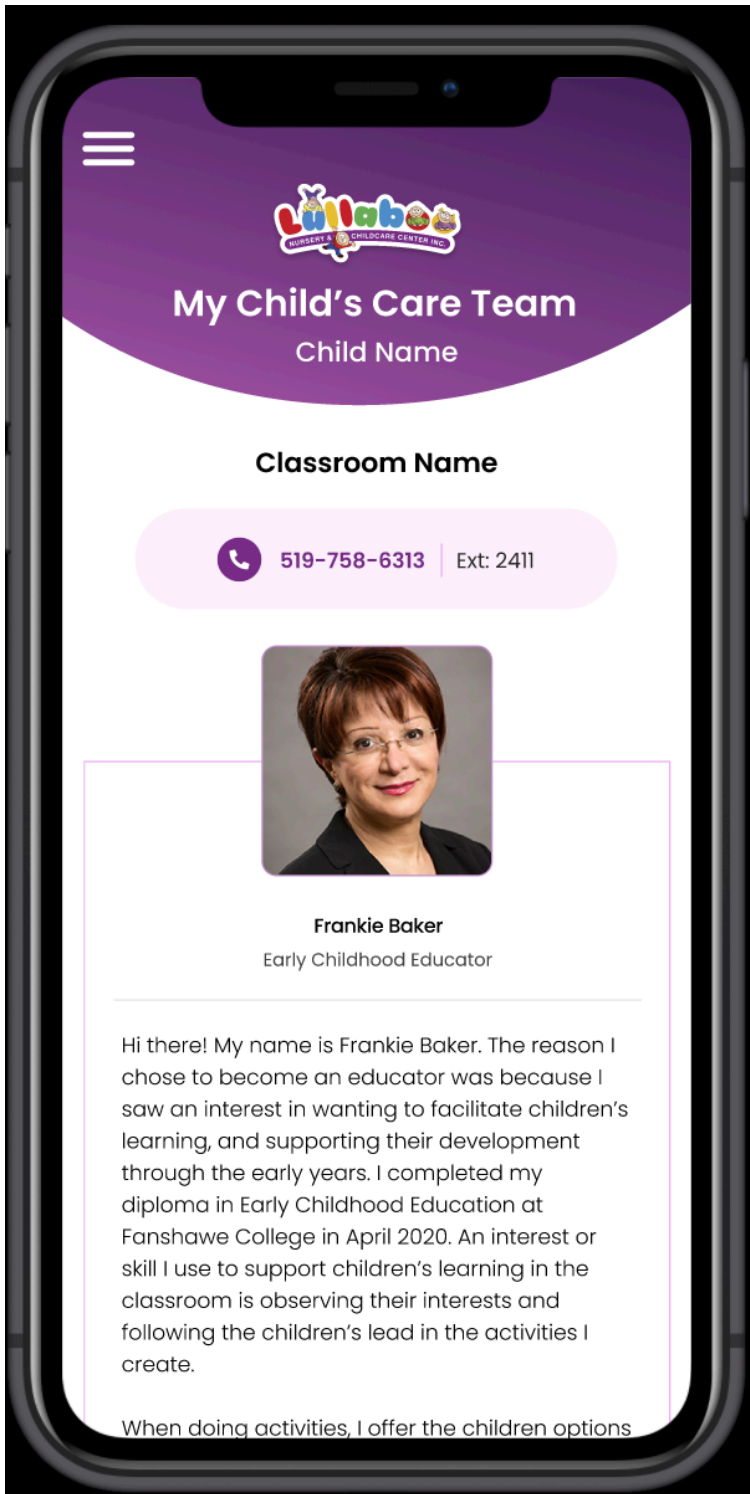 Lullaboo
NURSERY & CHILDCARE CENTER INC.
My Child's Care Team
Child Name
Classroom Name
519-758-6313 Ext: 2411
Frankie Baker
Early Childhood Educator
Hi there! My name is Frankie Baker. The reason I
chose to become an educator was because I
saw an interest in wanting to facilitate children's
learning, and supporting their development
through the early years. I completed my
diploma in Early Childhood Education at
Fanshawe College in April 2020. An interest or
skill I use to support children's learning in the
classroom is observing their interests and
following the children's lead in the activities I
create.
When doing activities, I offer the children options